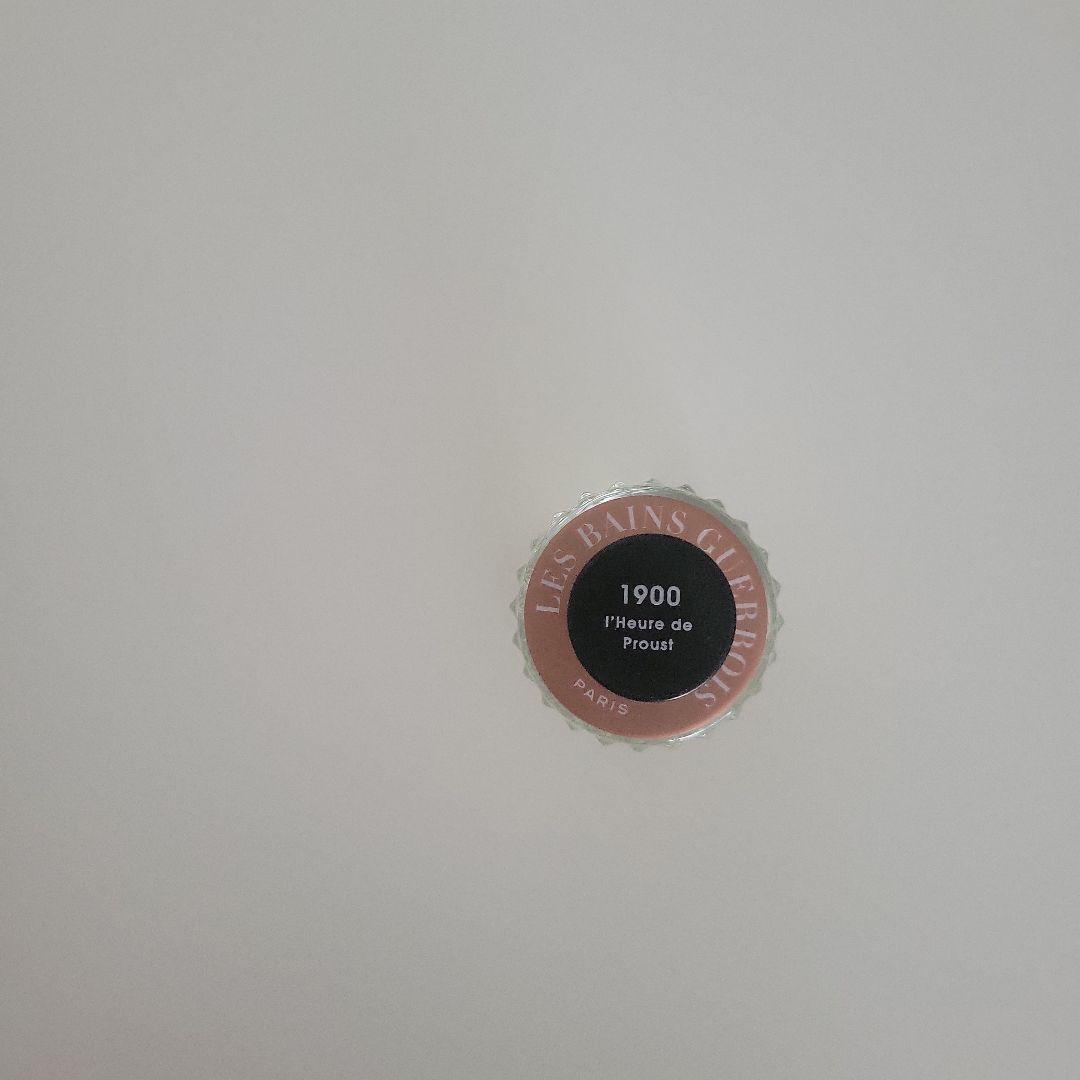 LES BAINS GUERBOIS
1900
l'Heure de
Proust
PARIS